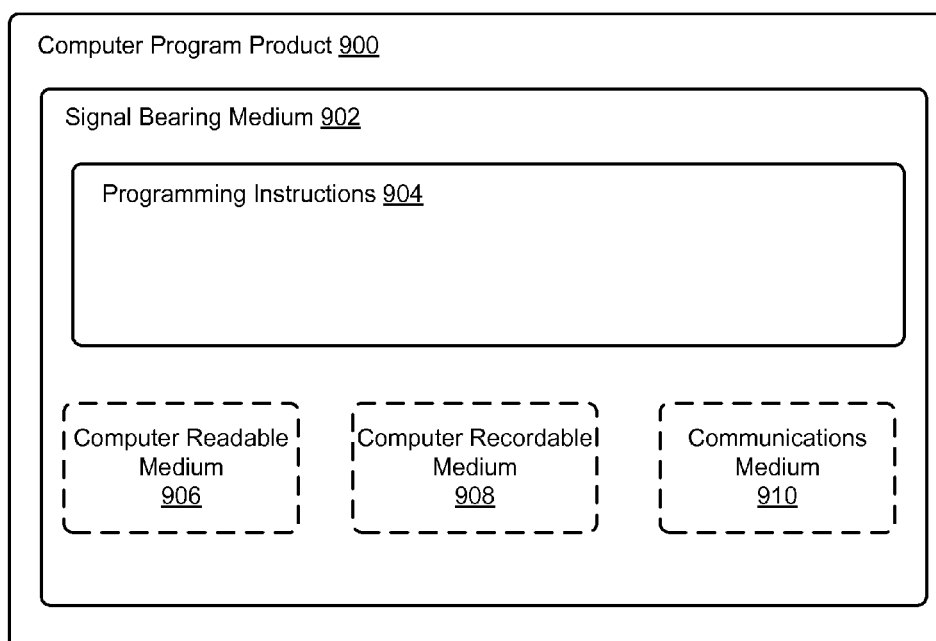 Computer Program Product 900
Signal Bearing Medium 902
Programming Instructions 904
Computer Readable
Medium
906
Computer Recordable
Medium
908
Communications
Medium
910